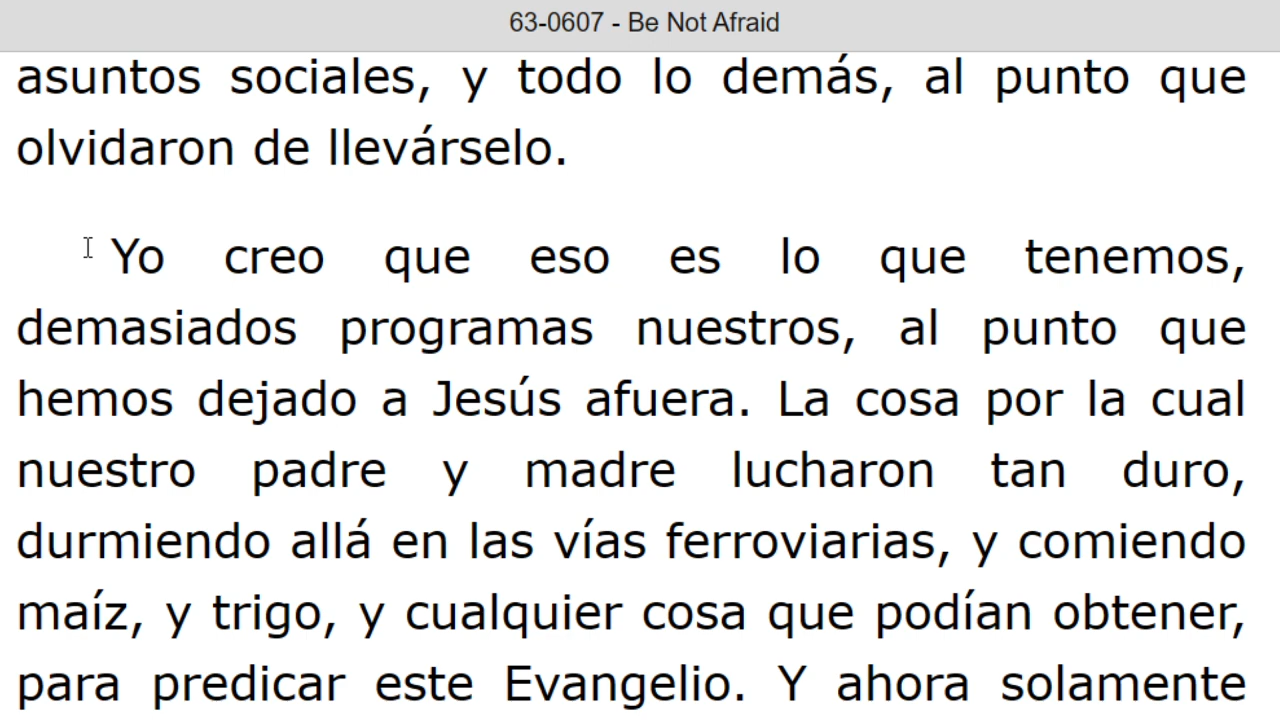 63-0607 - Be Not Afraid
asuntos sociales, y todo lo demás, al punto que
olvidaron de llevárselo.
Yo creo que eso es lo que tenemos,
demasiados programas nuestros, al punto que
hemos dejado a Jesús afuera. La cosa por la cual
nuestro padre y madre lucharon tan duro,
durmiendo allá en las vías ferroviarias, y comiendo
maíz, y trigo, y cualquier cosa que podían obtener,
para predicar este Evangelio. Y ahora solamente